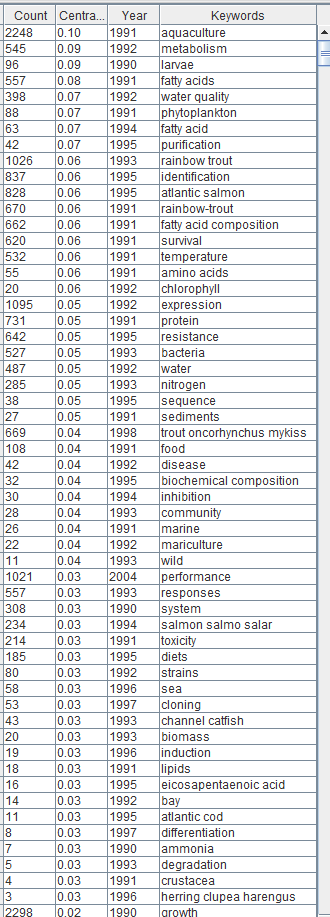 Count Centra... Year Keywords
2248 0.10 1991 aquaculture
545 0.09 1992 metabolism
96 0.09 1990 larvae
557 0.08 1991 fatty acids
398 0.07 1992 water quality
88 0.07 1991 phytoplankton
63 0.07 1994 fatty acid
42 0.07 1995 purification
1026 0.06 1993 rainbow trout
837 0.06 1995 identification
828 0.06 1995 atlantic salmon
670 0.06 1991 rainbow-trout
662 0.06 1991 fatty acid composition
620 0.06 1991 survival
532 0.06 1991 temperature
55 0.06 1991 amino acids
20 0.06 1992 chlorophyll
1095 0.05 1992 expression
731 0.05 1991 protein
642 0.05 1995 resistance
527 0.05 1993 bacteria
487 0.05 1992 water
285 0.05 1993 nitrogen
38 0.05 1995 sequence
27 0.05 1991 sediments
669 0.04 1998 trout oncorhynchus mykiss
108 0.04 1991 food
42 0.04 1992 disease
32 0.04 1995 biochemical composition
30 0.04 1994 inhibition
28 0.04 1993 community
26 0.04 1991 marine
22 0.04 1992 mariculture
11 0.04 1993 wild
1021 0.03 2004 performance
557 0.03 1993 responses
308 0.03 1990 system
234 0.03 1994 salmon salmo salar
214 0.03 1991 toxicity
185 0.03 1995 diets
80 0.03 1992 strains
58 0.03 1996 sea
53 0.03 1997 cloning
43 0.03 1993 channel catfish
20 0.03 1993 biomass
19 0.03 1996 induction
18 0.03 1991 lipids
16 0.03 1995 eicosapentaenoic acid
14 0.03 1992 bay
11 0.03 1995 atlantic cod
8 0.03 1997 differentiation
7 0.03 1990 ammonia
5 0.03 1993 degradation
4 0.03 1991 crustacea
3 0.03 1996 herring clupea harengus
2298 0.02 1990 growth